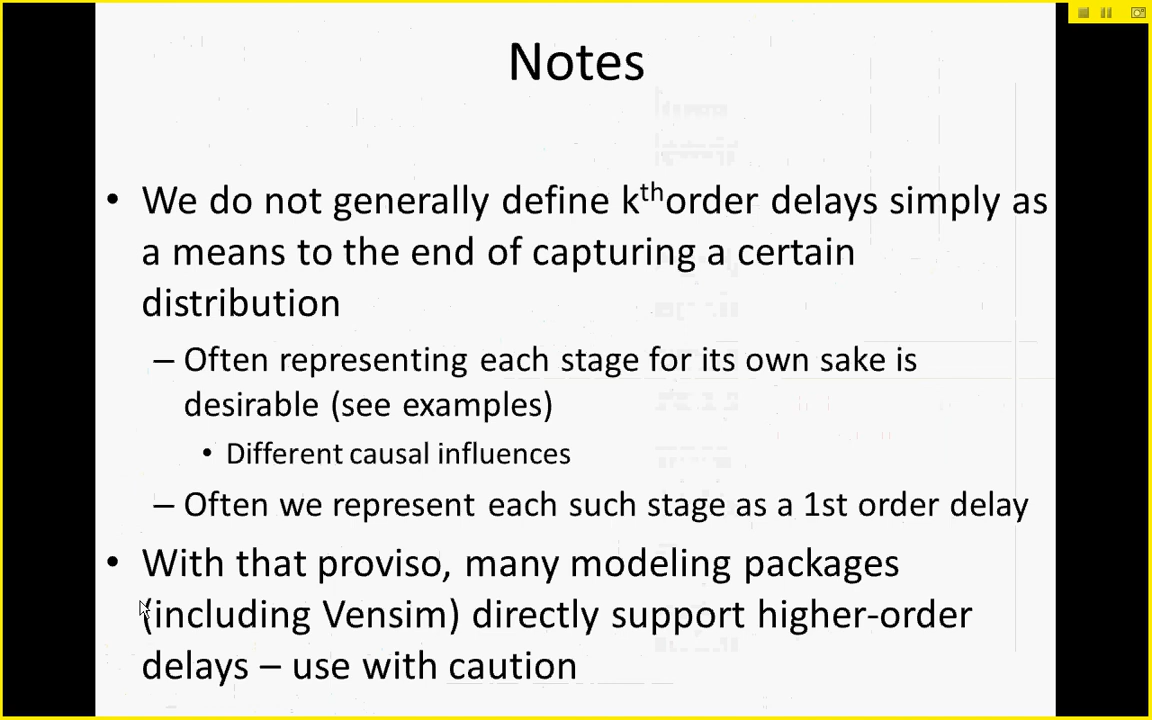 Notes
• We do not generally define kth order delays simply as
a means to the end of capturing a certain
distribution
– Often representing each stage for its own sake is
desirable (see examples)
• Different causal influences
– Often we represent each such stage as a 1st order delay
• With that proviso, many modeling packages
(including Vensim) directly support higher-order
delays – use with caution